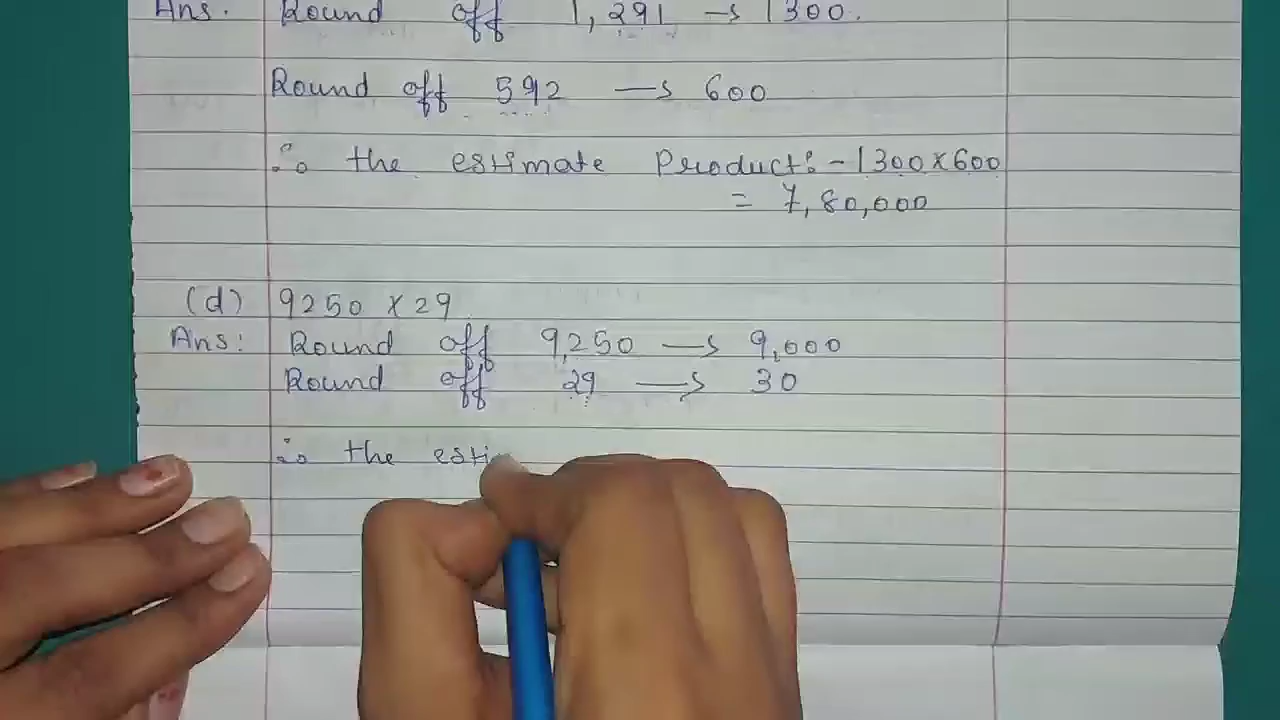 Ans. Round off 1,291 → 1300.
Round off 592 → 600
∴ the estimate Product:- 1300×600
= 7,80,000
(d) 9250 × 29
Ans: Round off 9,250 → 9,000
Round off 29 → 30
∴ the esti